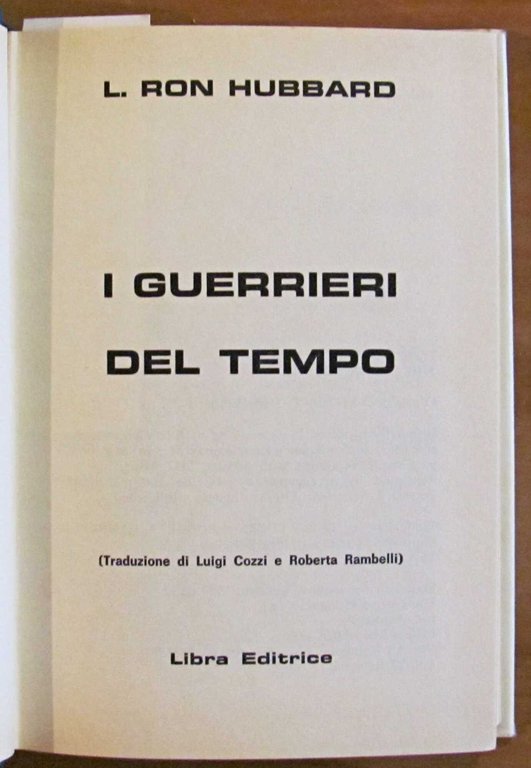 L. RON HUBBARD
I GUERRIERI
DEL TEMPO
(Traduzione di Luigi Cozzi e Roberta Rambelli)
Libra Editrice